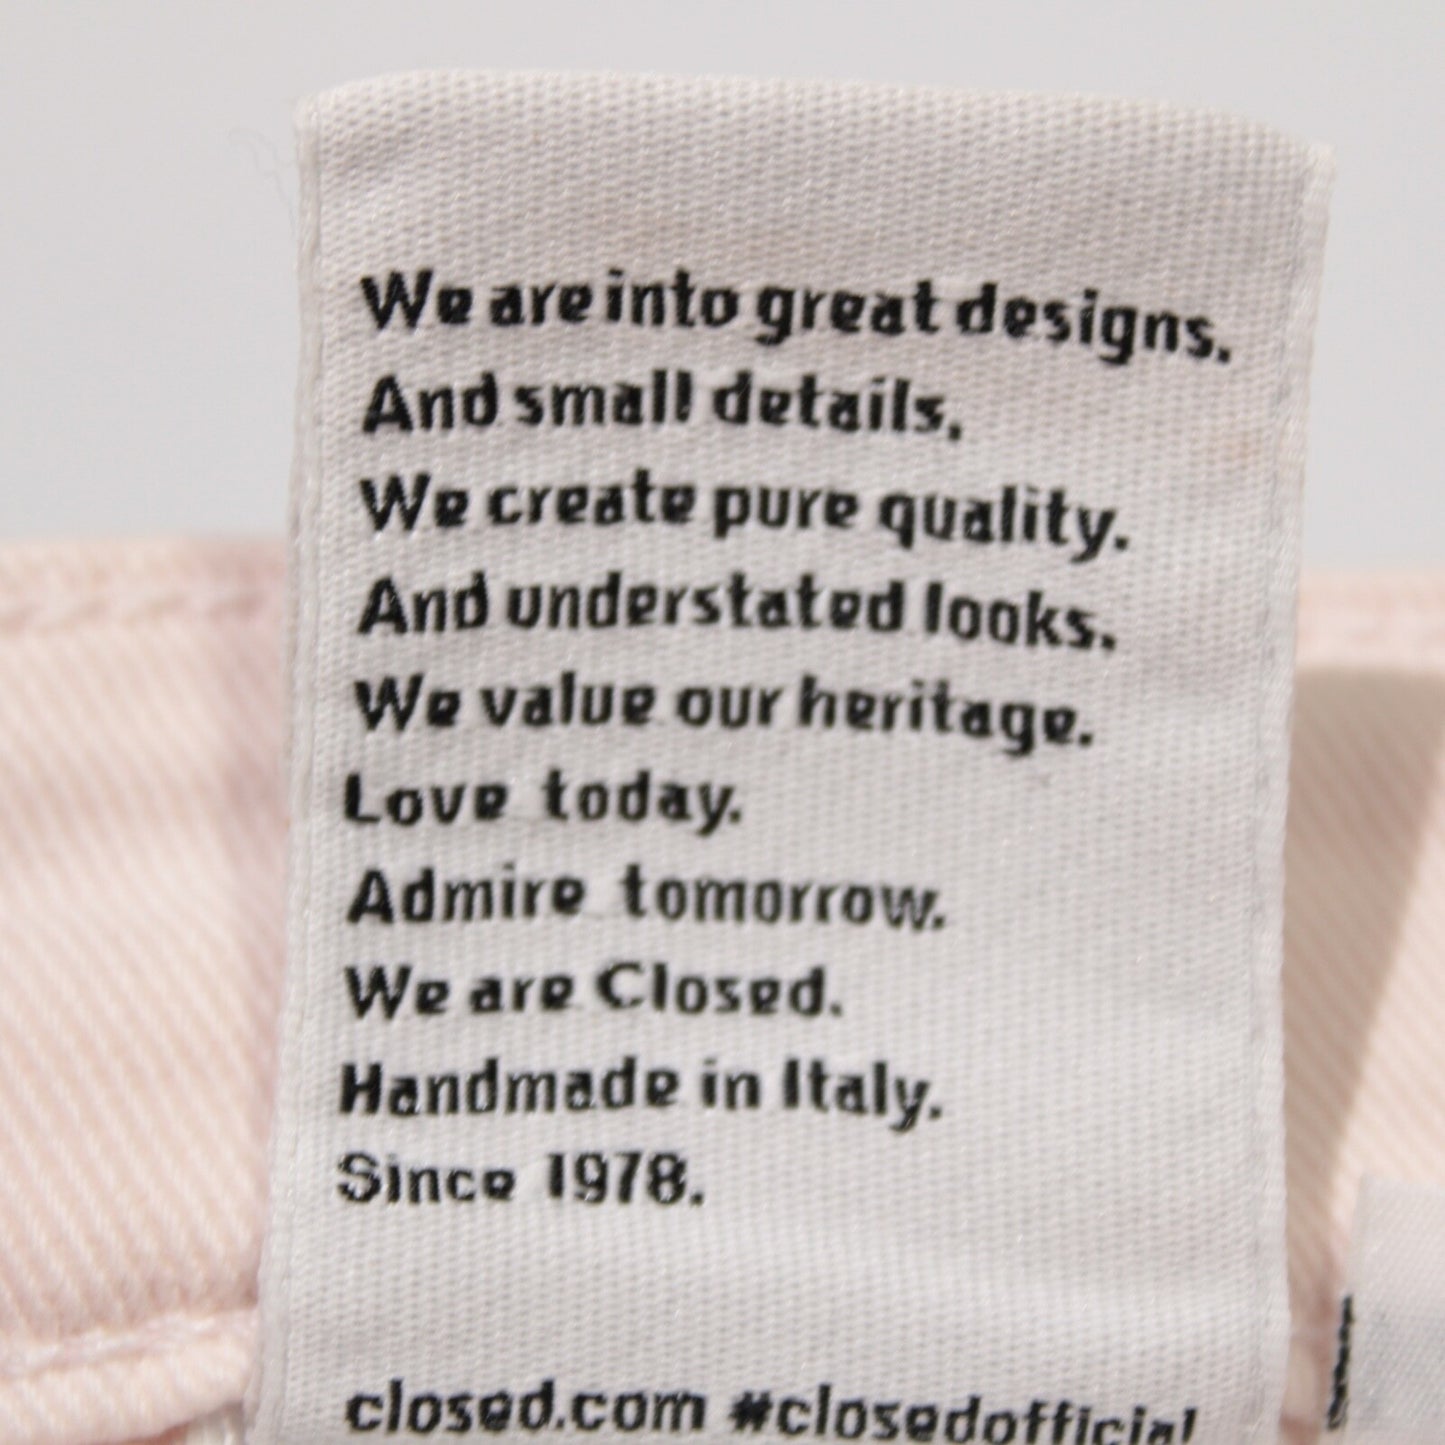 We are into great designs.
And small details.
We create pure quality.
And understated looks.
We value our heritage.
Love today.
Admire tomorrow.
We are Closed.
Handmade in Italy.
Since 1978.
closed.com #closedofficial